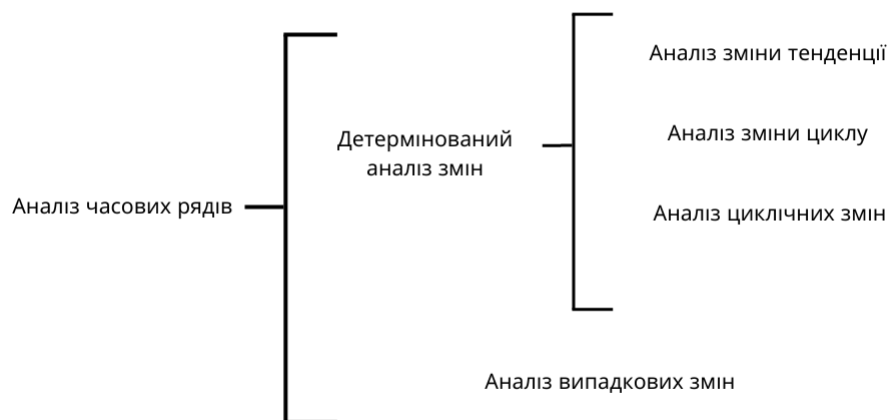 Аналіз зміни тенденції
Аналіз зміни циклу
Детермінований
аналіз змін
Аналіз часових рядів
Аналіз циклічних змін
Аналіз випадкових змін